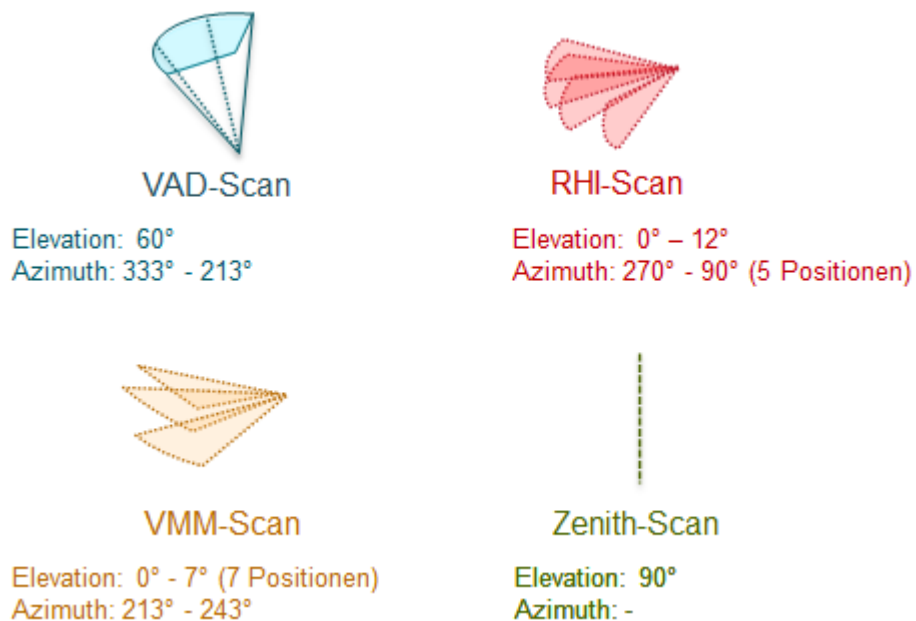 VAD-Scan
Elevation: 60°
Azimuth: 333° - 213°
RHI-Scan
Elevation: 0° – 12°
Azimuth: 270° - 90° (5 Positionen)
VMM-Scan
Elevation: 0° - 7° (7 Positionen)
Azimuth: 213° - 243°
Zenith-Scan
Elevation: 90°
Azimuth: -